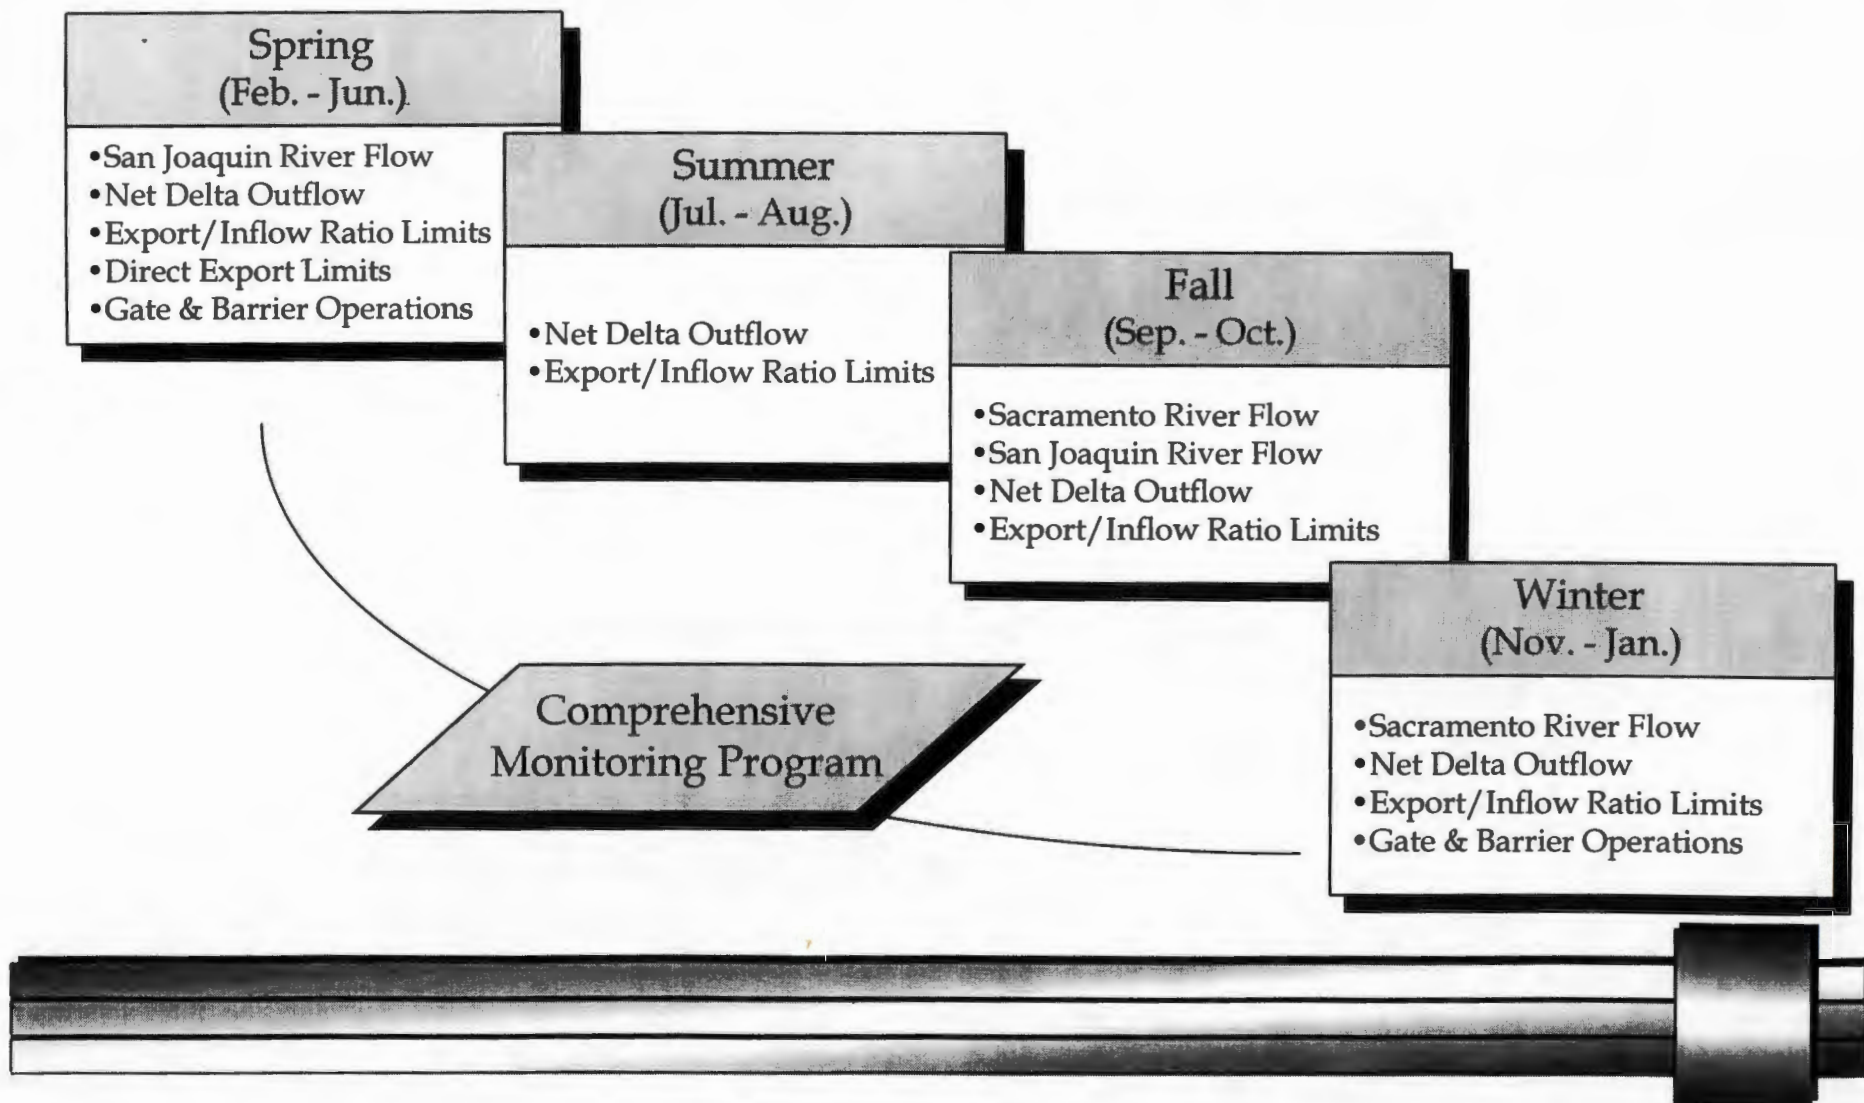 Spring
(Feb. - Jun.)
•San Joaquin River Flow
•Net Delta Outflow
•Export/Inflow Ratio Limits
•Direct Export Limits
•Gate & Barrier Operations
Summer
(Jul. - Aug.)
•Net Delta Outflow
•Export/Inflow Ratio Limits
Fall
(Sep. - Oct.)
•Sacramento River Flow
•San Joaquin River Flow
•Net Delta Outflow
•Export/Inflow Ratio Limits
Winter
(Nov. - Jan.)
•Sacramento River Flow
•Net Delta Outflow
•Export/Inflow Ratio Limits
•Gate & Barrier Operations
Comprehensive
Monitoring Program